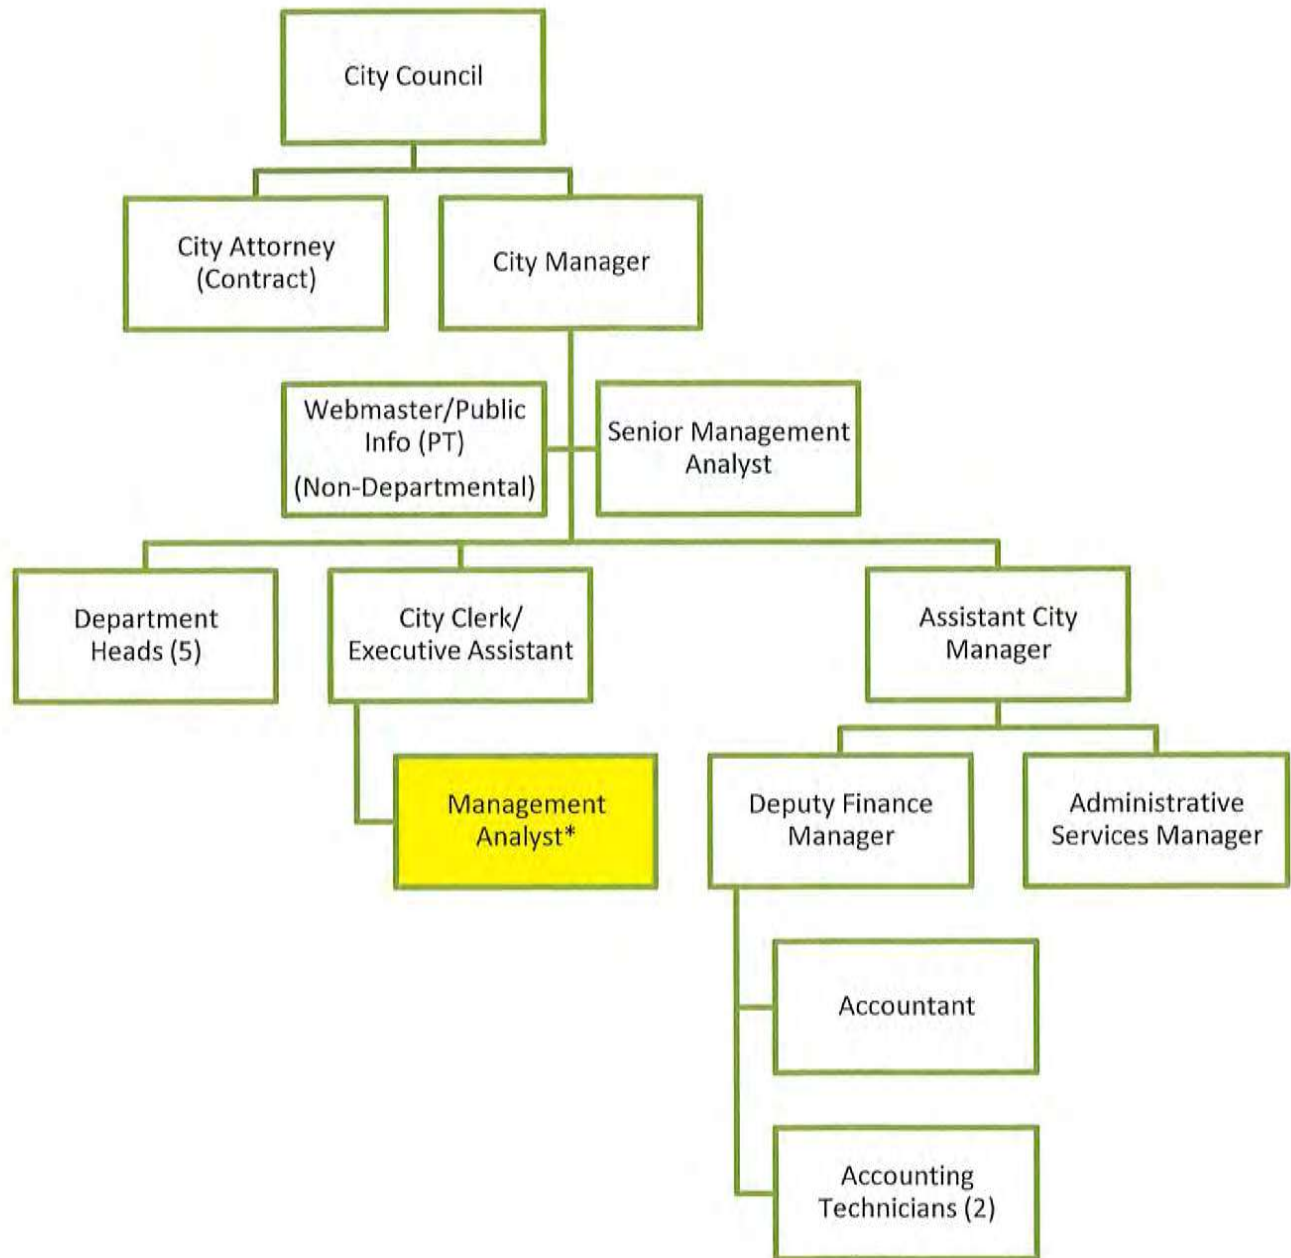 City Council
City Attorney
(Contract)
City Manager
Webmaster/Public
Info (PT)
(Non-Departmental)
Senior Management
Analyst
Department
Heads (5)
City Clerk/
Executive Assistant
Assistant City
Manager
Management
Analyst*
Deputy Finance
Manager
Administrative
Services Manager
Accountant
Accounting
Technicians (2)